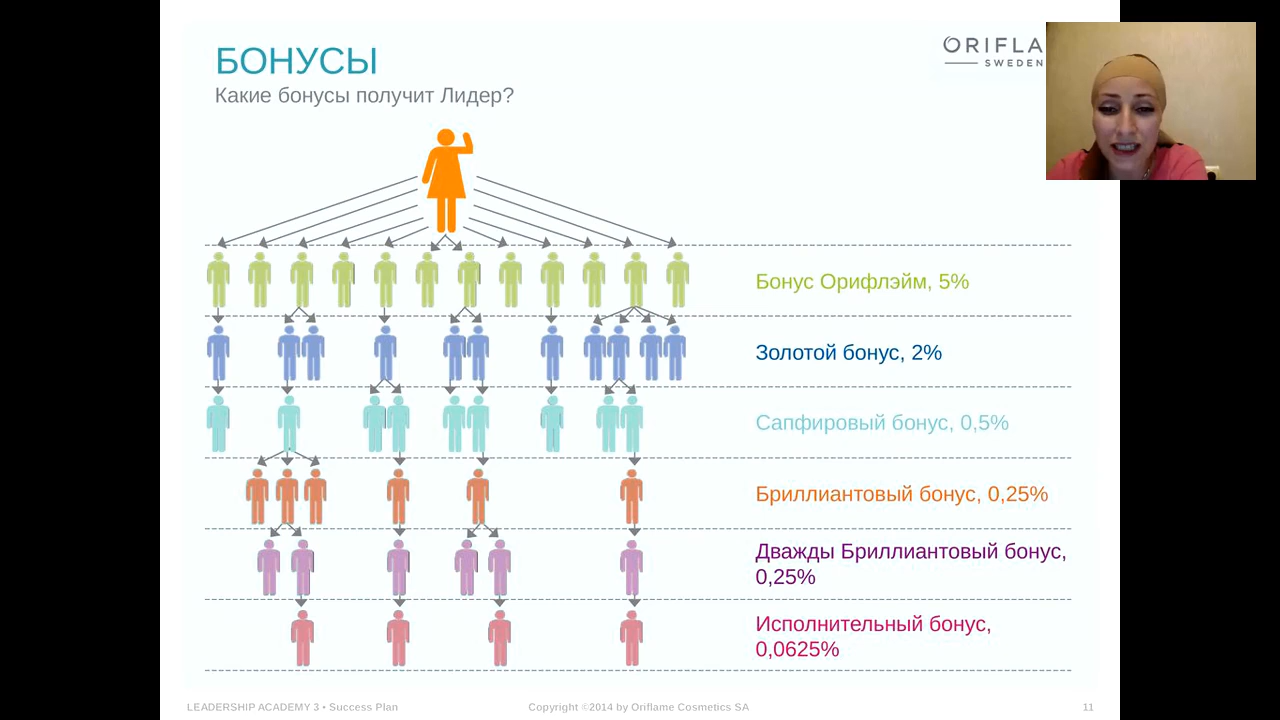 БОНУСЫ
Какие бонусы получит Лидер?
ORIFLA
SWEDEN
Бонус Орифлэйм, 5%
Золотой бонус, 2%
Сапфировый бонус, 0,5%
Бриллиантовый бонус, 0,25%
Дважды Бриллиантовый бонус,
0,25%
Исполнительный бонус,
0,0625%
LEADERSHIP ACADEMY 3 • Success Plan
Copyright ©2014 by Oriflame Cosmetics SA
11